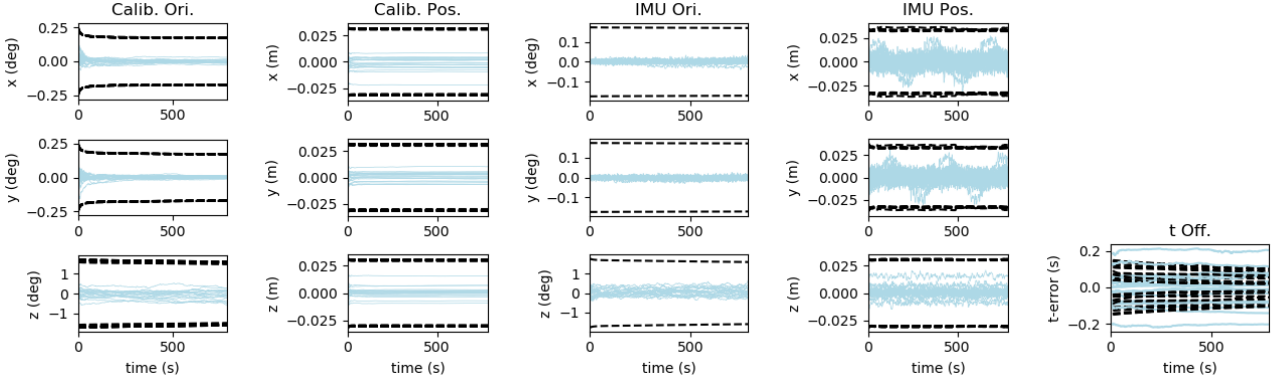 Calib. Ori. Calib. Pos. IMU Ori. IMU Pos.
x (deg) 0.25 0.00 −0.25 0 500
x (m) 0.025 0.000 −0.025 0 500
x (deg) 0.1 0.0 −0.1 0 500
x (m) 0.025 0.000 −0.025 0 500
y (deg) 0.25 0.00 −0.25 0 500
y (m) 0.025 0.000 −0.025 0 500
y (deg) 0.1 0.0 −0.1 0 500
y (m) 0.025 0.000 −0.025 0 500
z (deg) 1 0 −1 0 500
z (m) 0.025 0.000 −0.025 0 500
z (deg) 1 0 −1 0 500
z (m) 0.025 0.000 −0.025 0 500
t Off.
t-error (s) 0.2 0.0 −0.2 0 500
time (s) time (s) time (s) time (s) time (s)